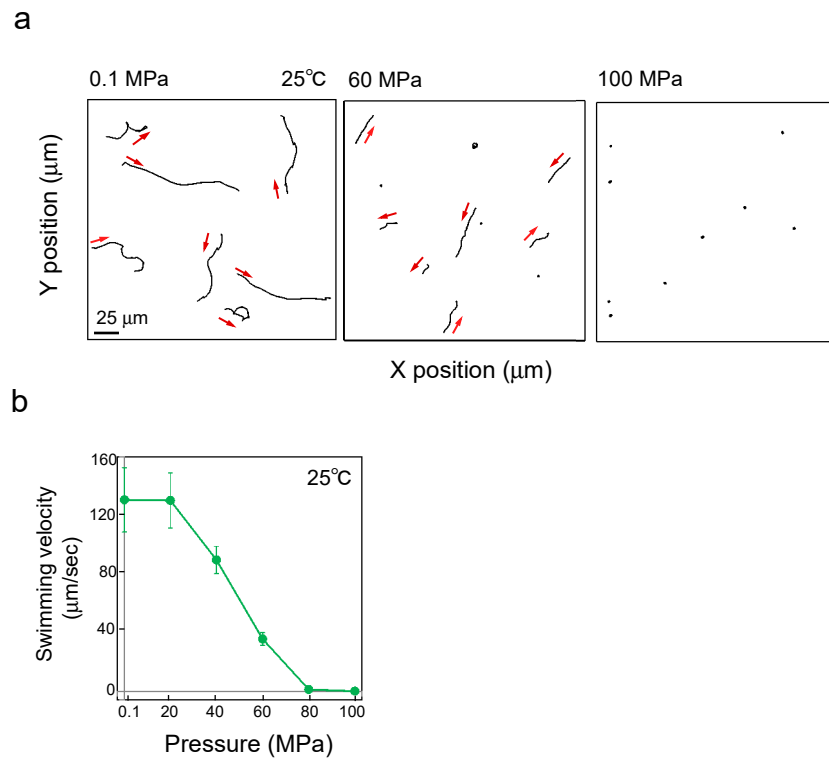 a
0.1 MPa 25℃ 60 MPa 100 MPa
Y position (μm)
25 μm
X position (μm)
b
160
120
80
40
0
25℃
Swimming velocity
(μm/sec)
0.1 20 40 60 80 100
Pressure (MPa)